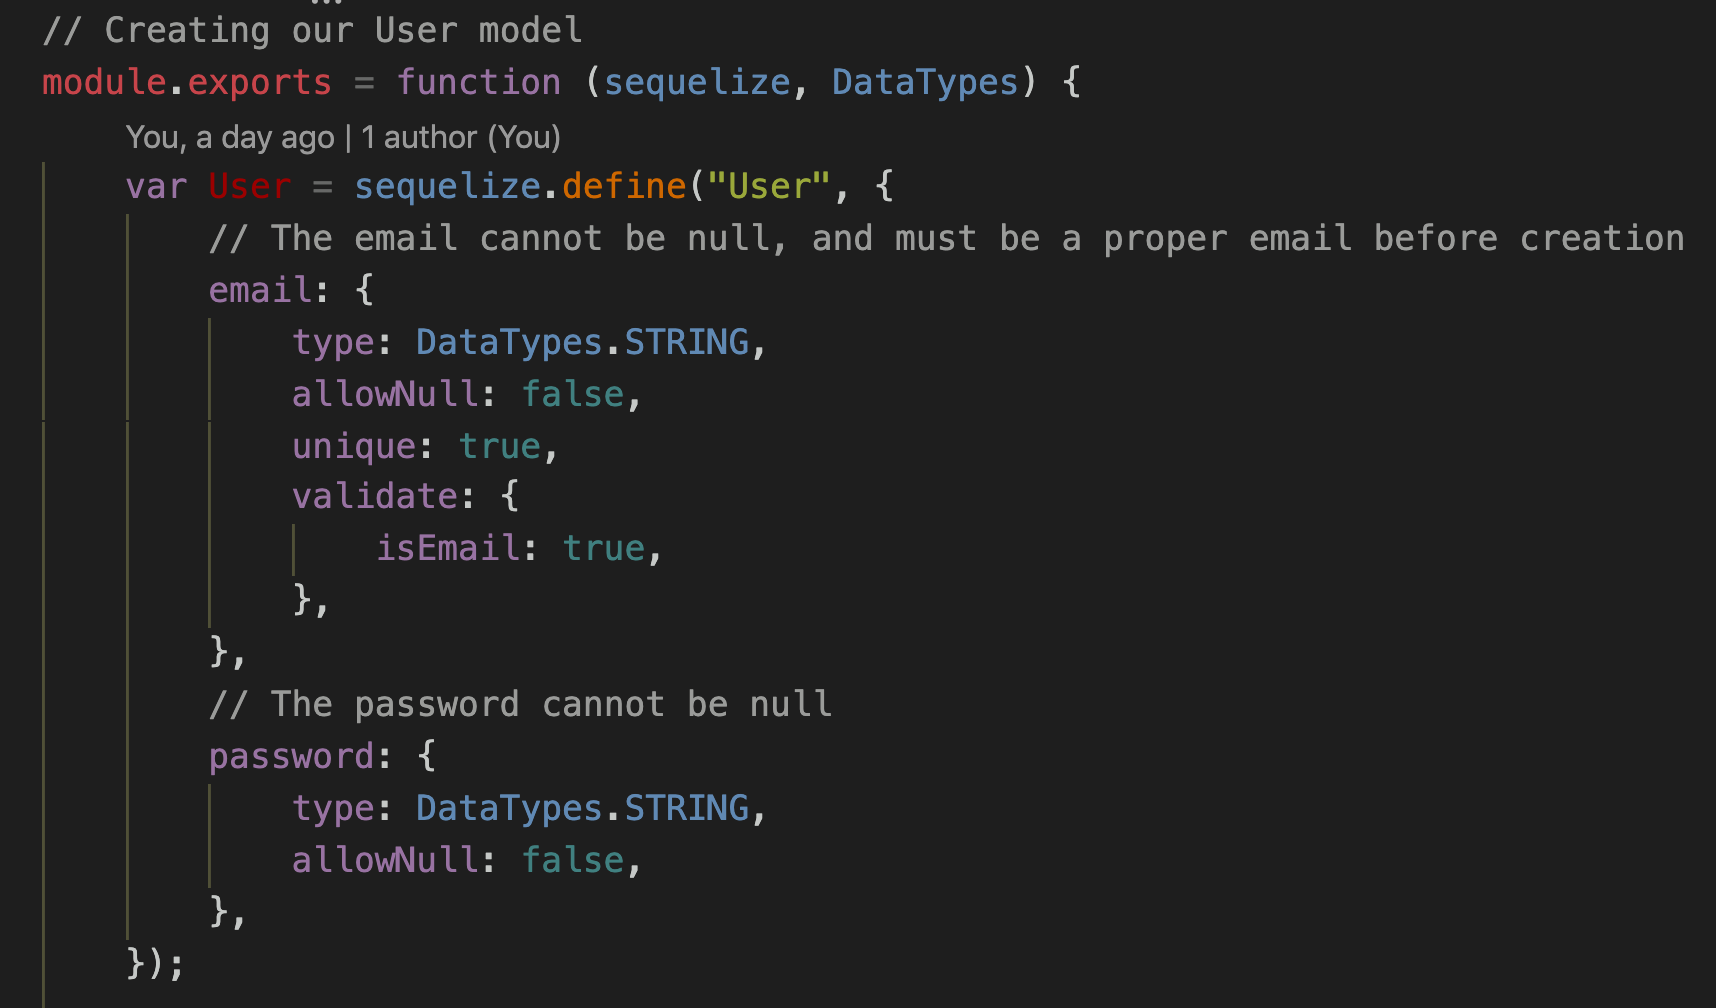 // Creating our User model
module.exports = function (sequelize, DataTypes) {
You, a day ago | 1 author (You)
var User = sequelize.define("User", {
// The email cannot be null, and must be a proper email before creation
email: {
type: DataTypes.STRING,
allowNull: false,
unique: true,
validate: {
isEmail: true,
},
},
// The password cannot be null
password: {
type: DataTypes.STRING,
allowNull: false,
},
});